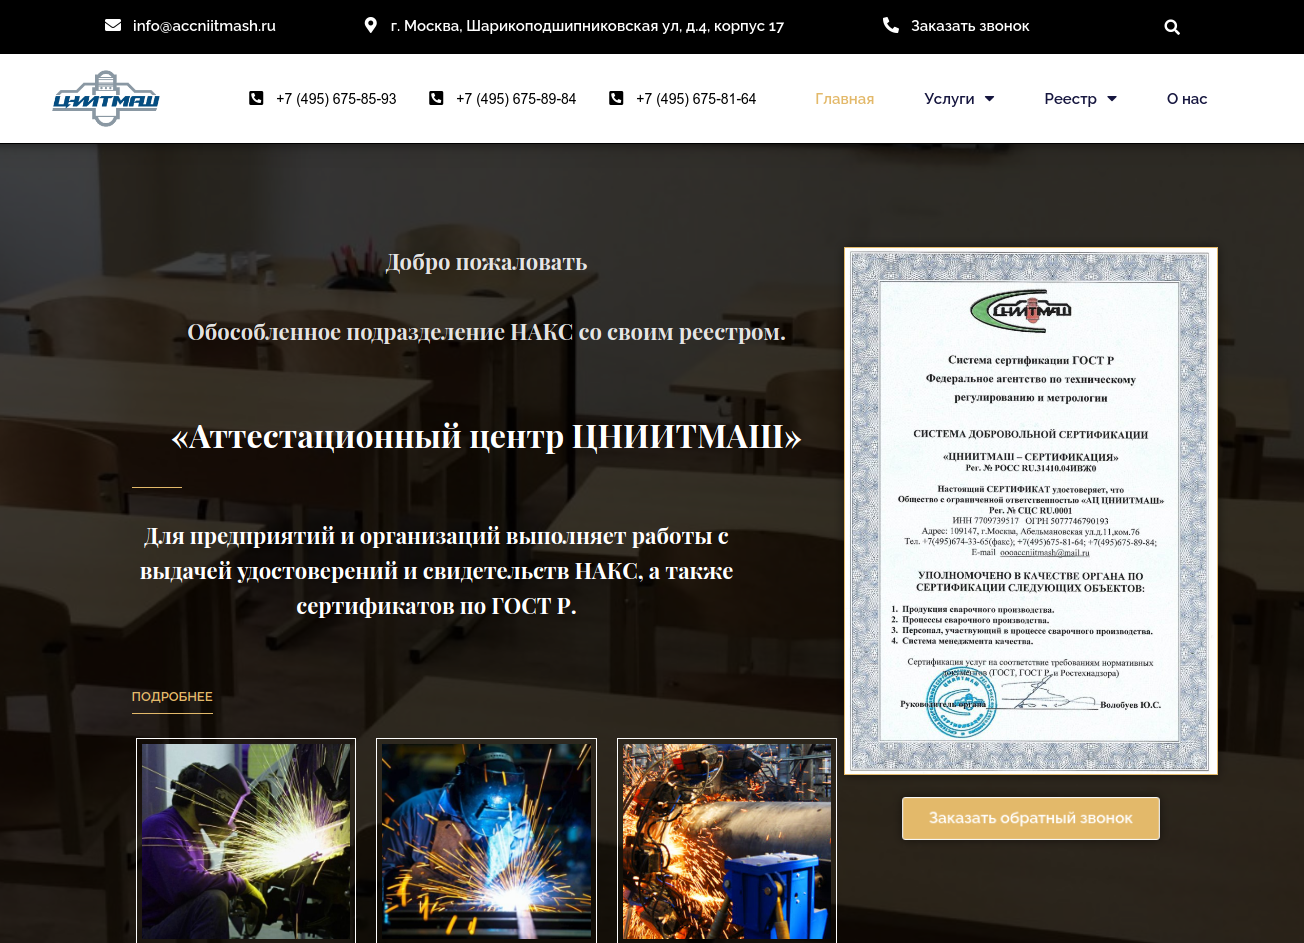 info@accniitmash.ru
г. Москва, Шарикоподшипниковская ул, д.4, корпус 17
Заказать звонок
ЦНИИТМАШ
+7 (495) 675-85-93
+7 (495) 675-89-84
+7 (495) 675-81-64
Главная
Услуги
Реестр
О нас
Добро пожаловать
Обособленное подразделение НАКС со своим реестром.
«Аттестационный центр ЦНИИТМАШ»
Для предприятий и организаций выполняет работы с
выдачей удостоверений и свидетельств НАКС, а также
сертификатов по ГОСТ Р.
ПОДРОБНЕЕ
ЦНИИТМАШ
Система сертификации ГОСТ Р
Федеральное агентство по техническому
регулированию и метрологии
СИСТЕМА ДОБРОВОЛЬНОЙ СЕРТИФИКАЦИИ
«ЦНИИТМАШ – СЕРТИФИКАЦИЯ»
Рег. № РОСС RU.31410.04ИВЖ0
Настоящий СЕРТИФИКАТ удостоверяет, что
Общество с ограниченной ответственностью «АЦ ЦНИИТМАШ»
Рег. № СЦС RU.0001
ИНН 7709739517 ОГРН 5077746790193
Адрес: 109147, г.Москва, Абельмановская ул.д.11,ком.76
Тел. +7(495)674-33-65(факс); +7(495)675-81-64; +7(495)675-89-84;
E-mail oooaccniitmash@mail.ru
УПОЛНОМОЧЕНО В КАЧЕСТВЕ ОРГАНА ПО
СЕРТИФИКАЦИИ СЛЕДУЮЩИХ ОБЪЕКТОВ:
1. Продукция сварочного производства.
2. Процессы сварочного производства.
3. Персонал, участвующий в процессе сварочного производства.
4. Система менеджмента качества.
Сертификация услуг на соответствие требованиям нормативных
документов (ГОСТ, ГОСТ Р, и Ростехнадзора)
Руководитель органа Волобуев Ю.С.
Заказать обратный звонок